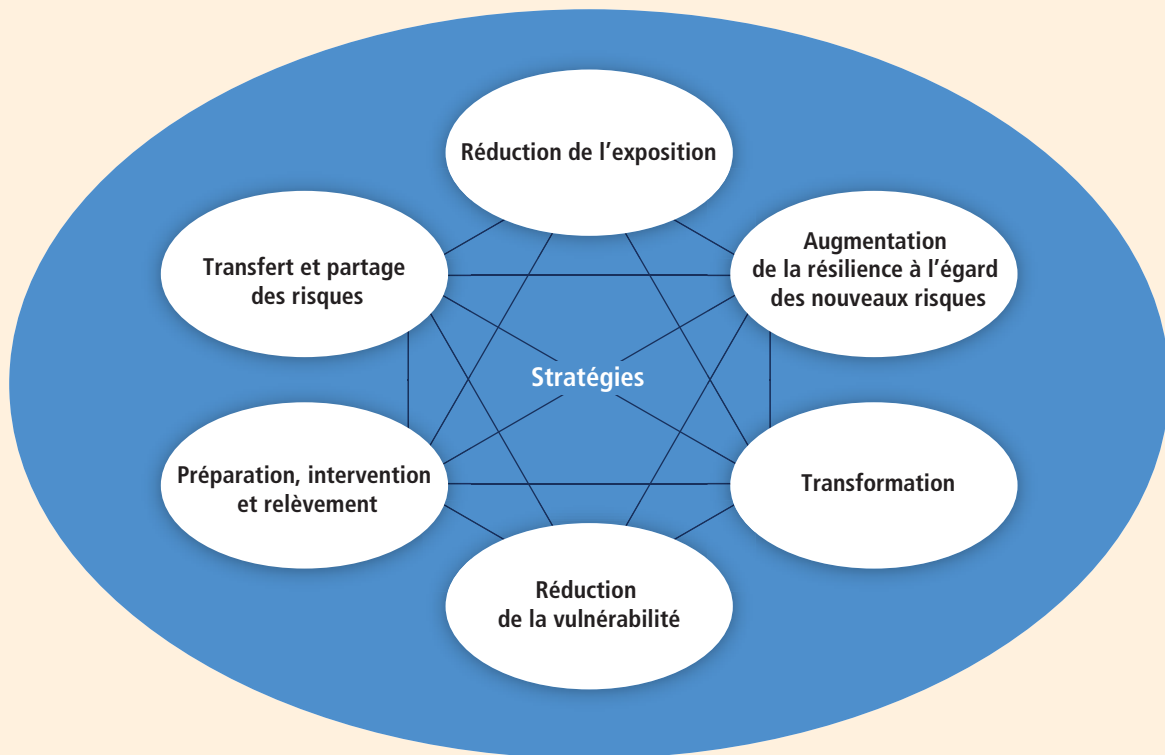 Réduction de l’exposition
Transfert et partage
des risques
Augmentation
de la résilience à l’égard
des nouveaux risques
Stratégies
Préparation, intervention
et relèvement
Transformation
Réduction
de la vulnérabilité